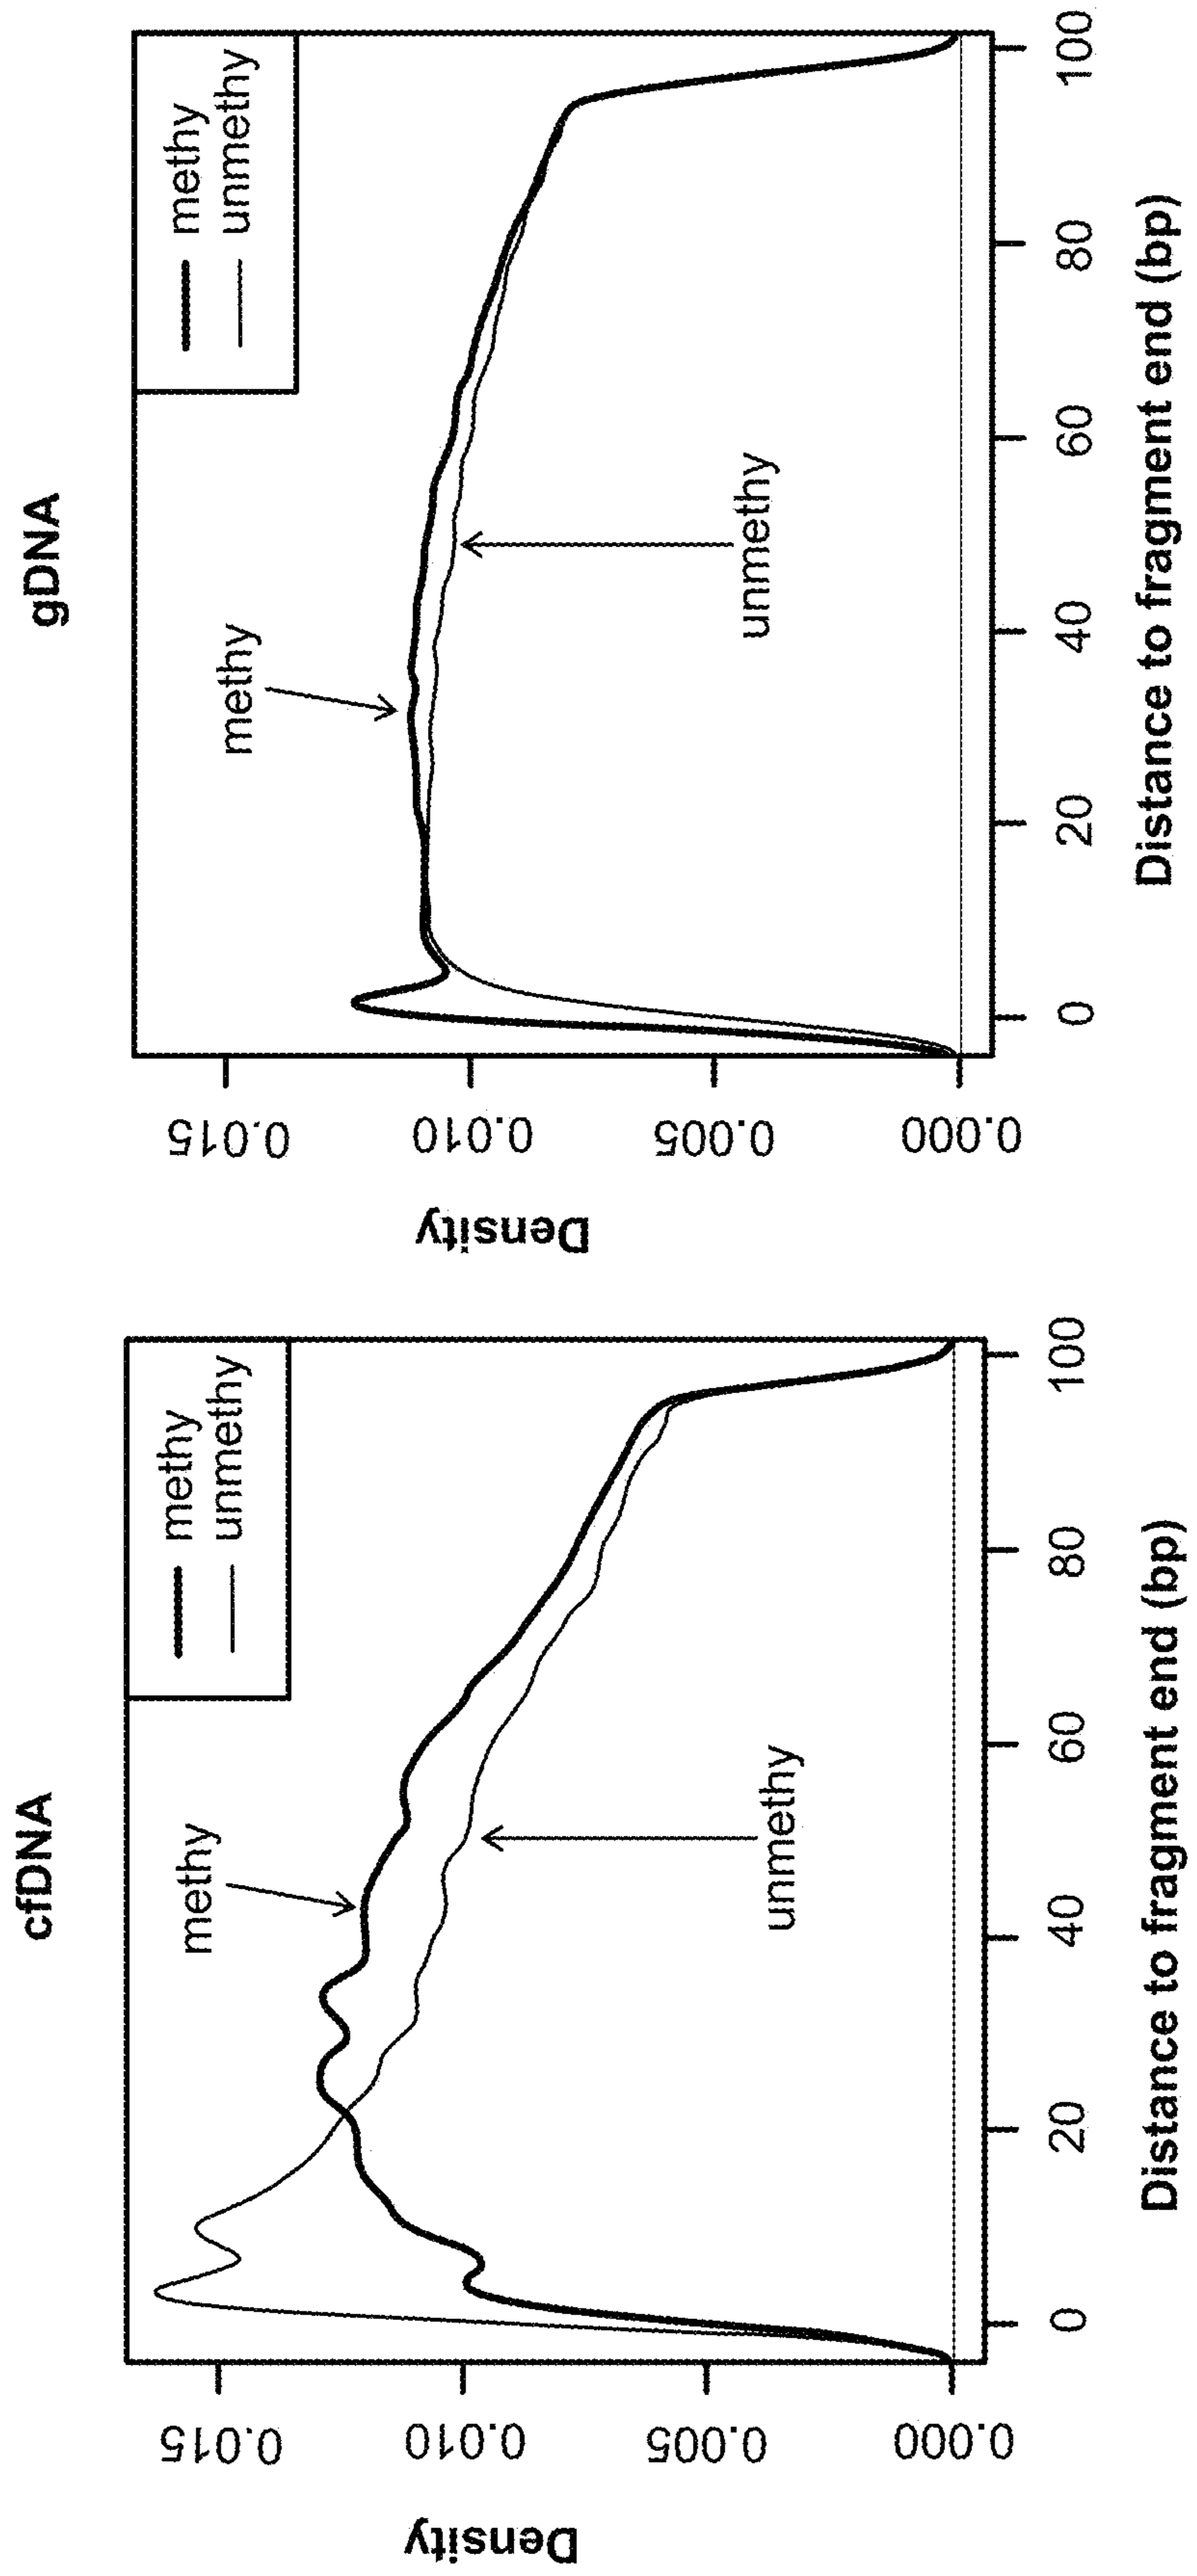 cfDNA
Density
0.015
0.010
0.005
0.000
methy
unmethy
methy
unmethy
0 20 40 60 80 100
Distance to fragment end (bp)
gDNA
Density
0.015
0.010
0.005
0.000
methy
unmethy
methy
unmethy
0 20 40 60 80 100
Distance to fragment end (bp)